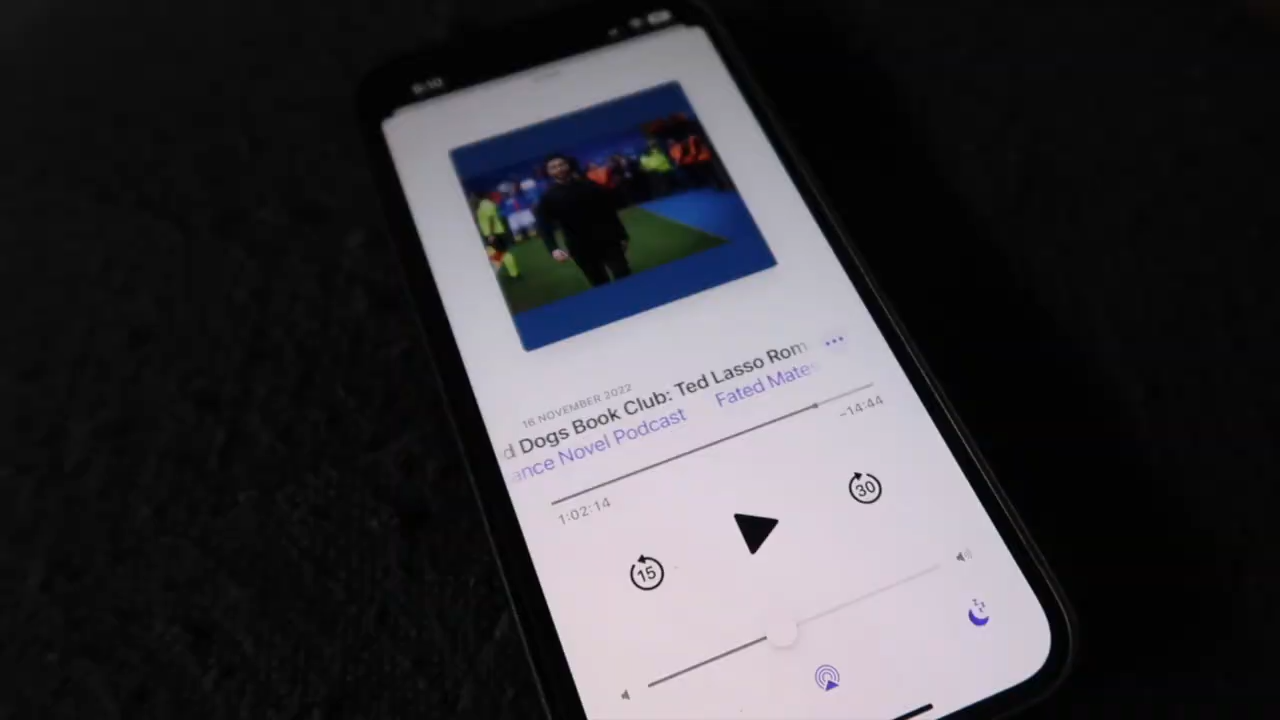 16 NOVEMBER 2022
d Dogs Book Club: Ted Lasso Rom
ance Novel Podcast Fated Mate
1:02:14
-14:44
15
30